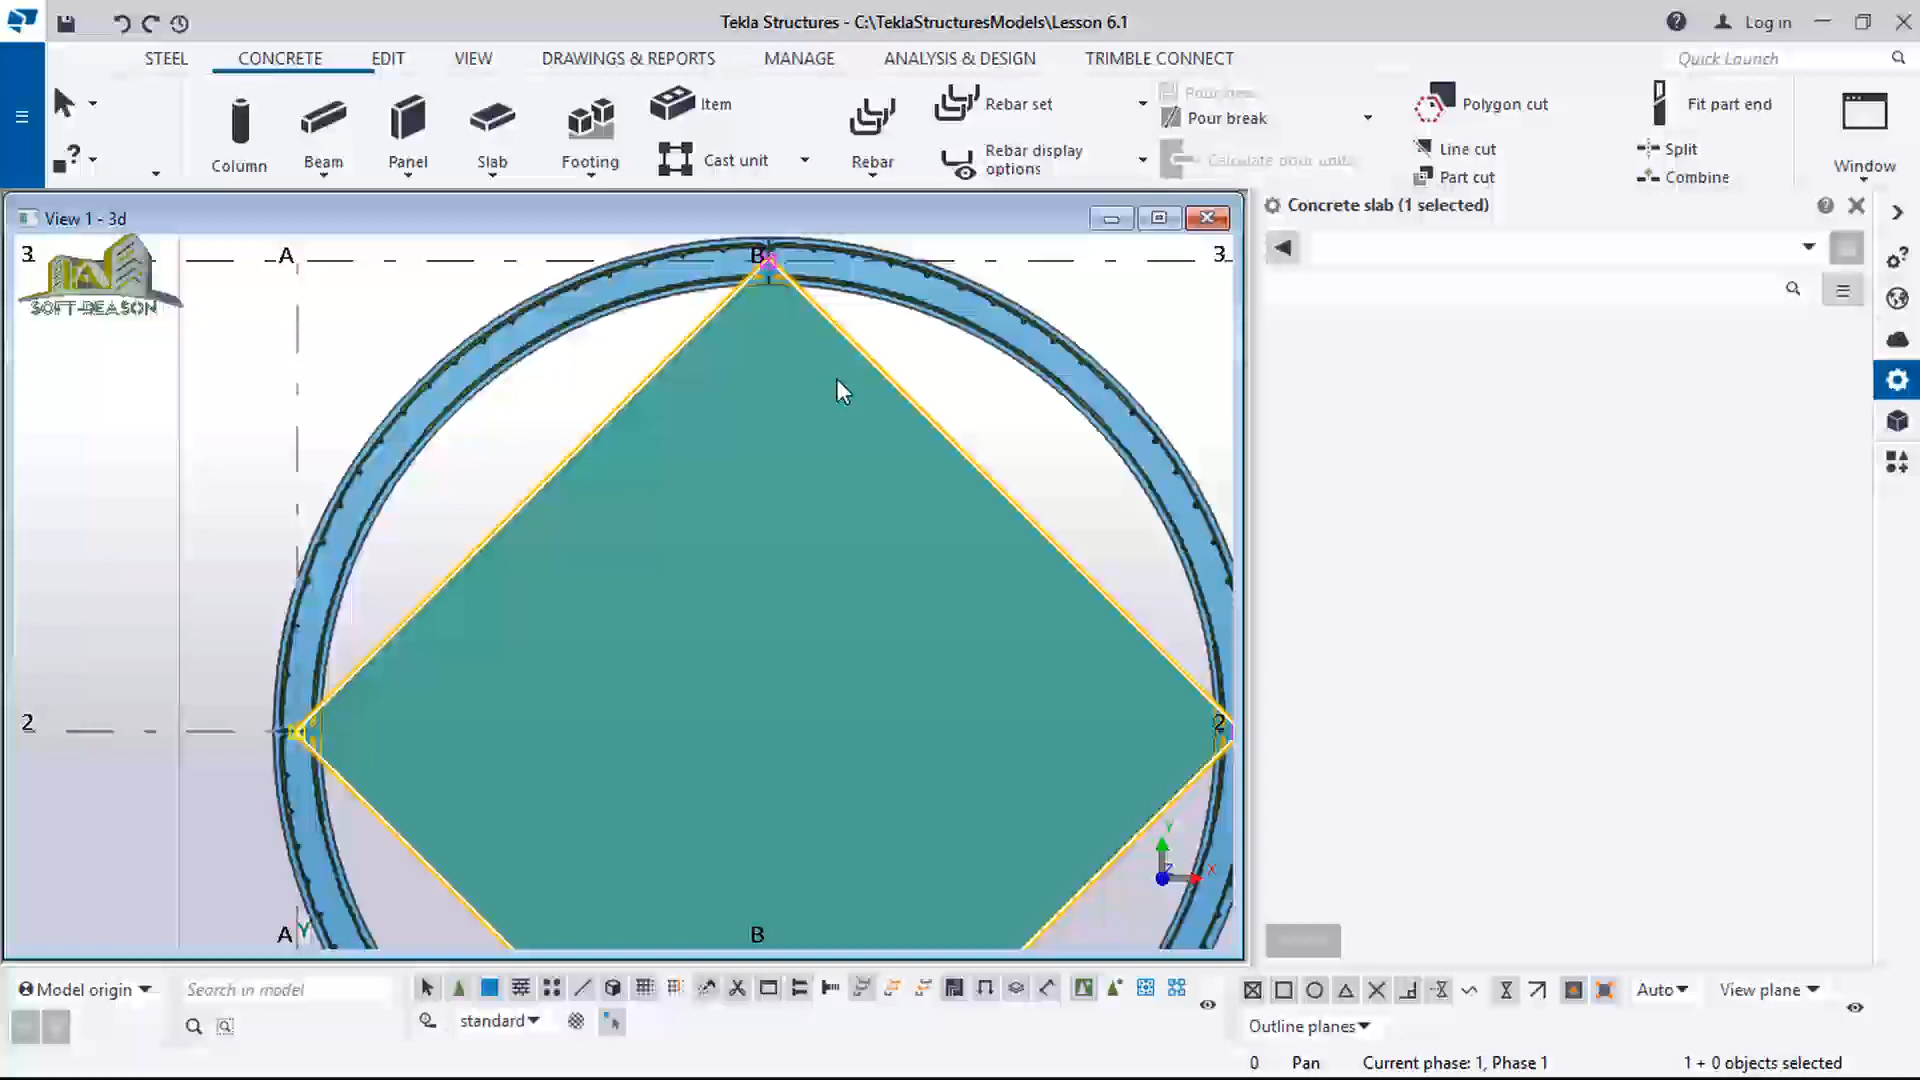 Tekla Structures - C:\TeklaStructuresModels\Lesson 6.1
Log in
STEEL
CONCRETE
EDIT
VIEW
DRAWINGS & REPORTS
MANAGE
ANALYSIS & DESIGN
TRIMBLE CONNECT
Quick Launch
Column
Beam
Panel
Slab
Footing
Item
Cast unit
Rebar
Rebar set
Rebar display options
Pour break
Calculate pour units
Polygon cut
Line cut
Part cut
Fit part end
Split
Combine
Window
View 1 - 3d
Concrete slab (1 selected)
3
A
B
3
SOFT-REASON
2
2
Y
X
Z
A
Y
B
Model origin
Search in model
standard
Auto
View plane
Outline planes
0
Pan
Current phase: 1, Phase 1
1 + 0 objects selected